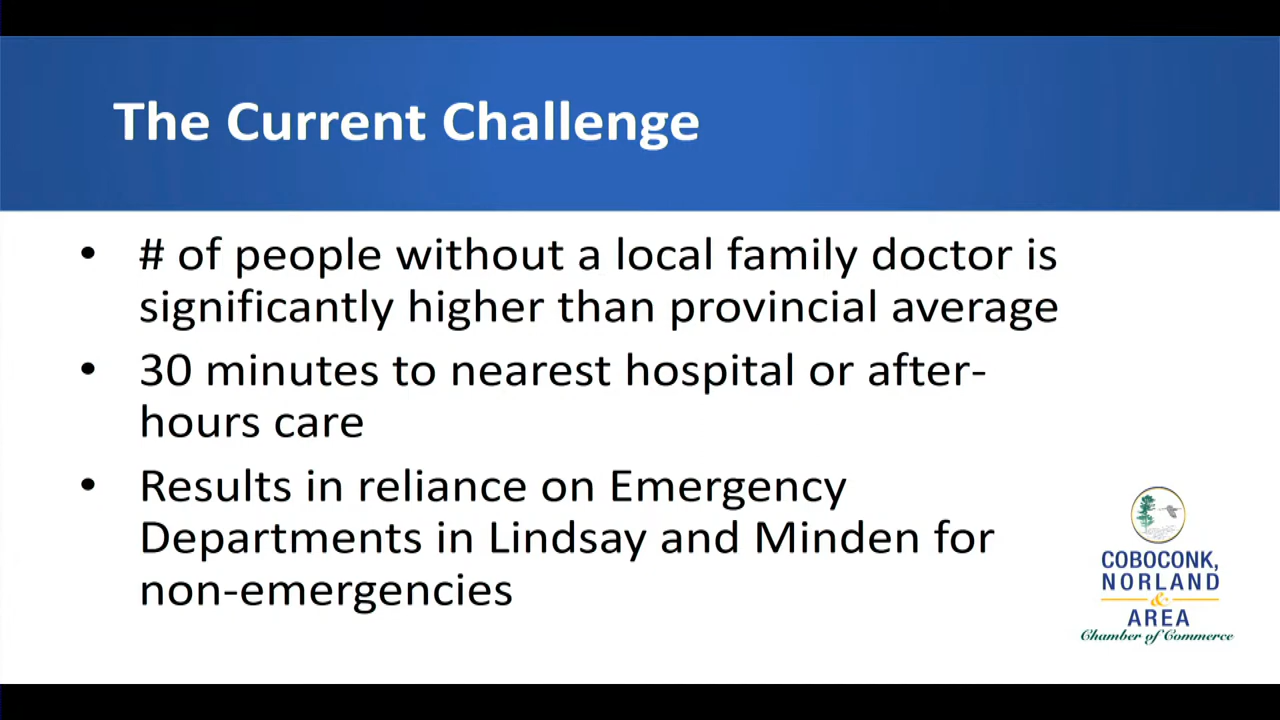 The Current Challenge
• # of people without a local family doctor is
significantly higher than provincial average
• 30 minutes to nearest hospital or after-
hours care
• Results in reliance on Emergency
Departments in Lindsay and Minden for
non-emergencies
COBOCONK,
NORLAND
&
AREA
Chamber of Commerce